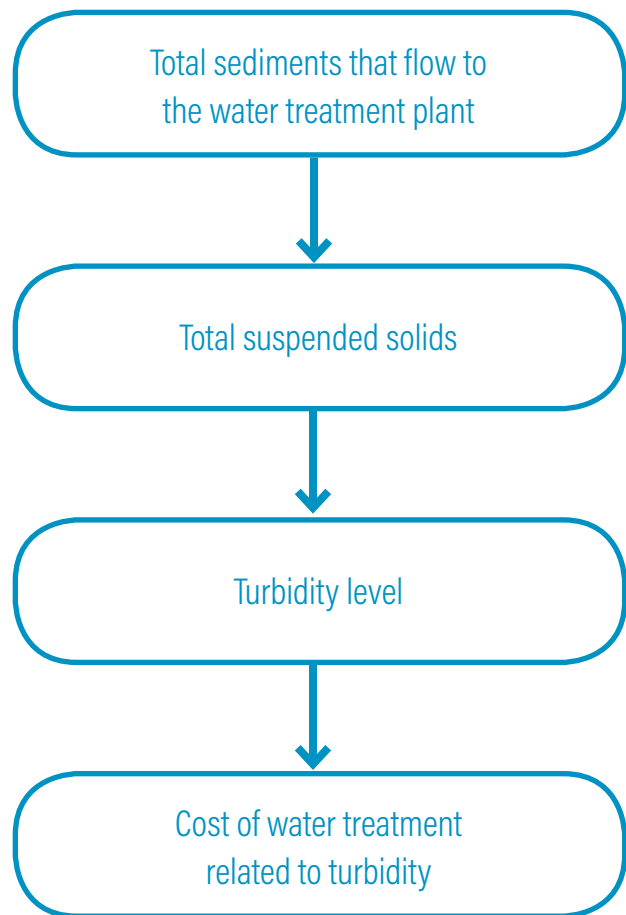 Total sediments that flow to
the water treatment plant
Total suspended solids
Turbidity level
Cost of water treatment
related to turbidity